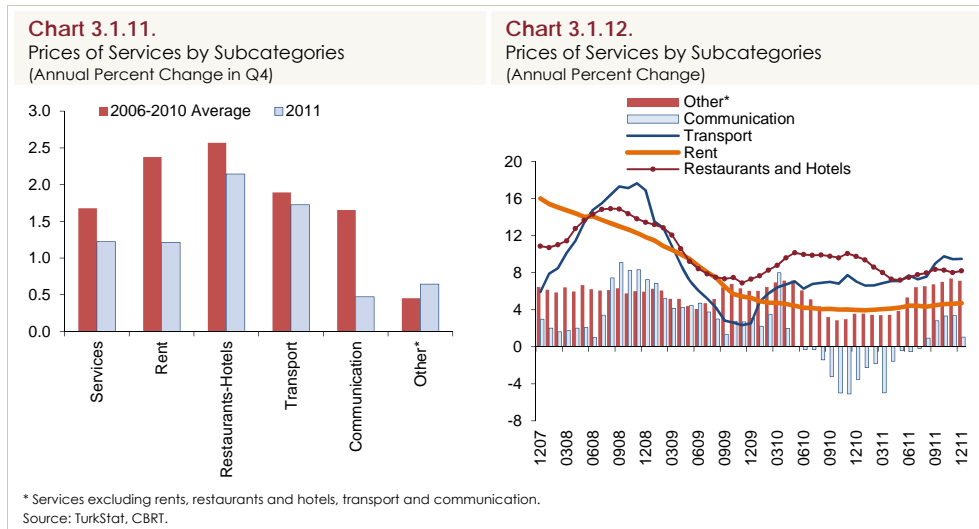 Chart 3.1.11.
Prices of Services by Subcategories
(Annual Percent Change in Q4)
3.0
2.5
2.0
1.5
1.0
0.5
0.0
2006-2010 Average
2011
Services
Rent
Restaurants-Hotels
Transport
Communication
Other*
Chart 3.1.12.
Prices of Services by Subcategories
(Annual Percent Change)
Other*
Communication
Transport
Rent
Restaurants and Hotels
20
16
12
8
4
0
-4
-8
1207
0308
0608
0908
1208
0309
0609
0909
1209
0310
0610
0910
1210
0311
0611
0911
1211
* Services excluding rents, restaurants and hotels, transport and communication.
Source: TurkStat, CBRT.